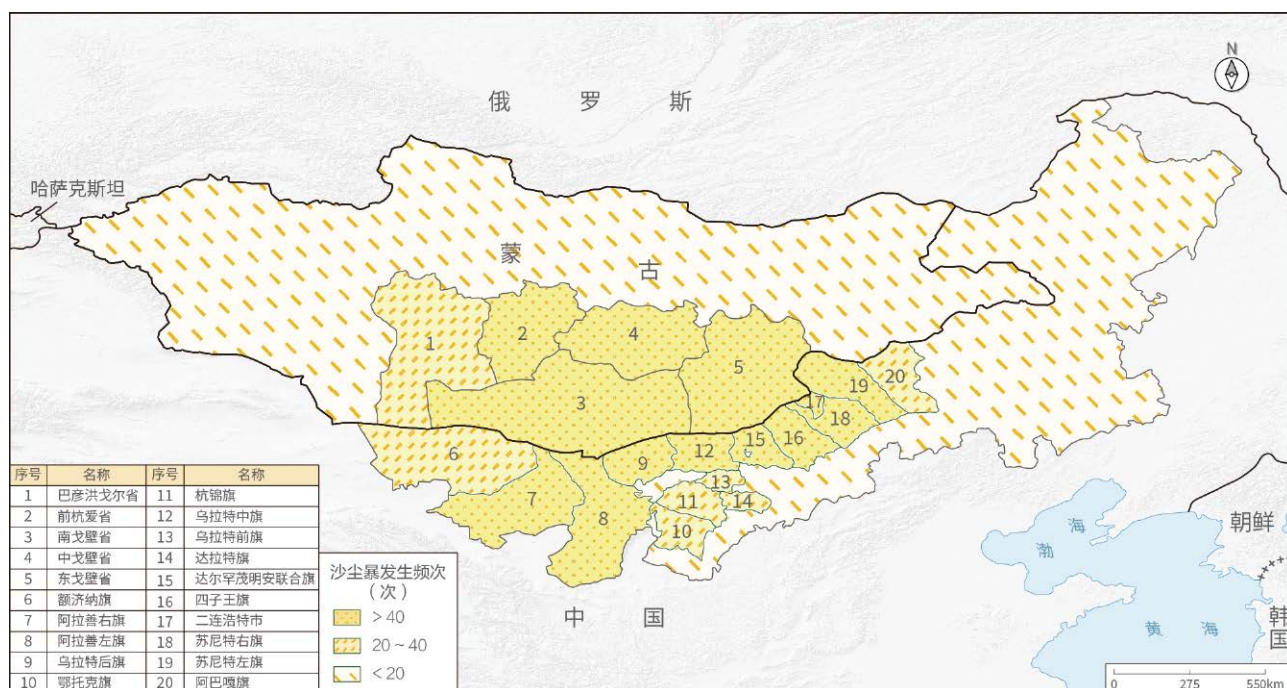 N
俄 罗 斯
哈萨克斯坦
蒙 古
1
2
4
5
3
6
7
8
9
10
11
12
13
14
15
16
17
18
19
20
序号 名称 序号 名称
1 巴彦洪戈尔省 11 杭锦旗
2 前杭爱省 12 乌拉特中旗
3 南戈壁省 13 乌拉特前旗
4 中戈壁省 14 达拉特旗
5 东戈壁省 15 达尔罕茂明安联合旗
6 额济纳旗 16 四子王旗
7 阿拉善右旗 17 二连浩特市
8 阿拉善左旗 18 苏尼特右旗
9 乌拉特后旗 19 苏尼特左旗
10 鄂托克旗 20 阿巴嘎旗
沙尘暴发生频次
(次)
>40
20~40
<20
中 国
渤 海
黄 海
朝鲜
韩国
0 275 550km